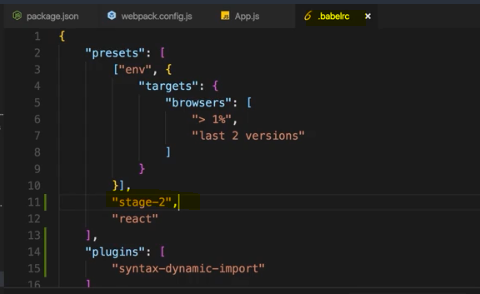 package.json webpack.config.js App.js .babelrc ×
1 {
2 "presets": [
3 ["env", {
4 "targets": {
5 "browsers": [
6 "> 1%",
7 "last 2 versions"
8 ]
9 }
10 }],
11 "stage-2",
12 "react"
13 ],
14 "plugins": [
15 "syntax-dynamic-import"
16 ]